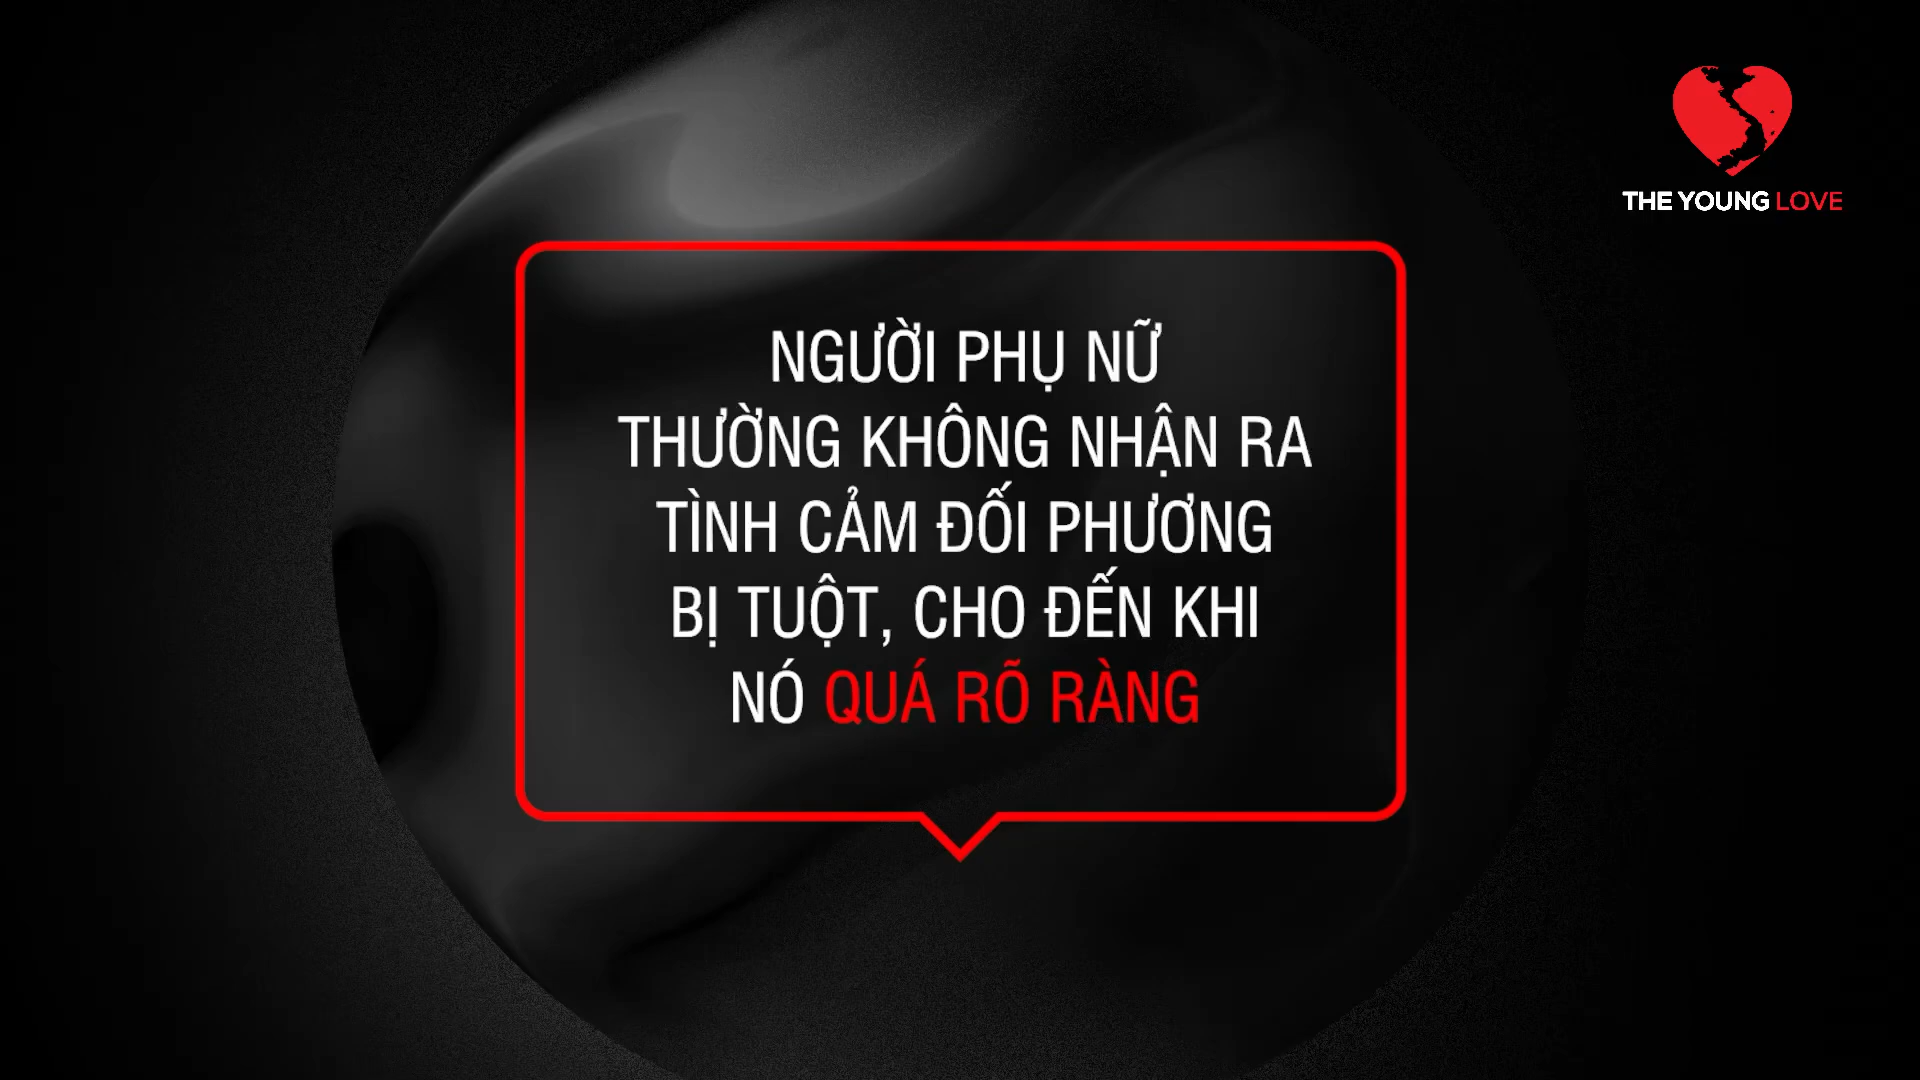 THE YOUNG LOVE
NGƯỜI PHỤ NỮ
THƯỜNG KHÔNG NHẬN RA
TÌNH CẢM ĐỐI PHƯƠNG
BỊ TUỘT, CHO ĐẾN KHI
NÓ QUÁ RÕ RÀNG